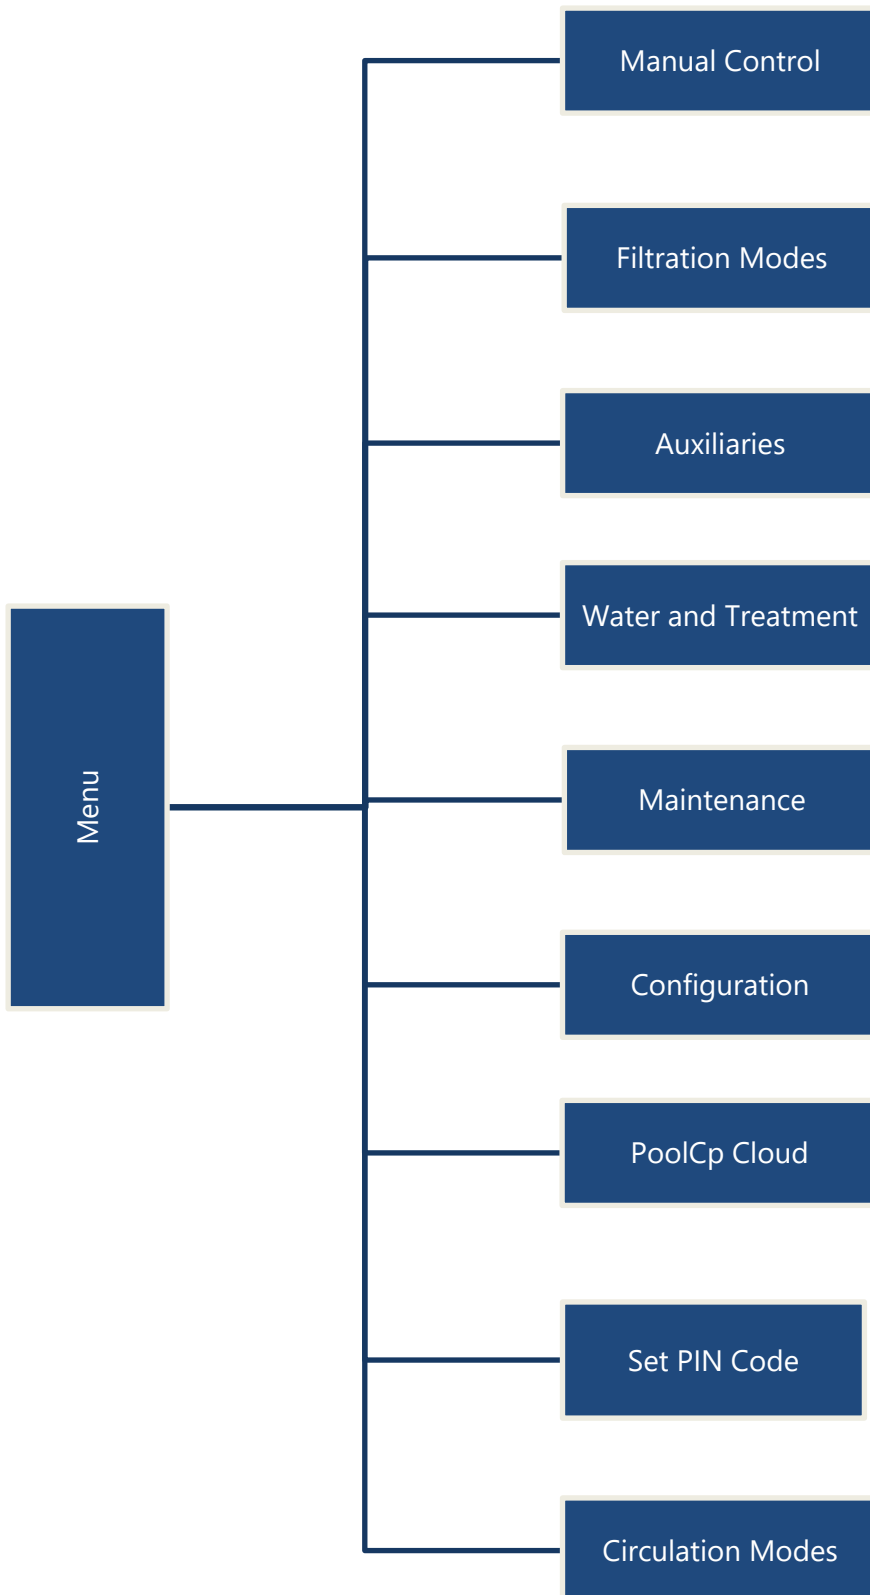 Manual Control
Filtration Modes
Auxiliaries
Water and Treatment
Menu
Maintenance
Configuration
PoolCp Cloud
Set PIN Code
Circulation Modes